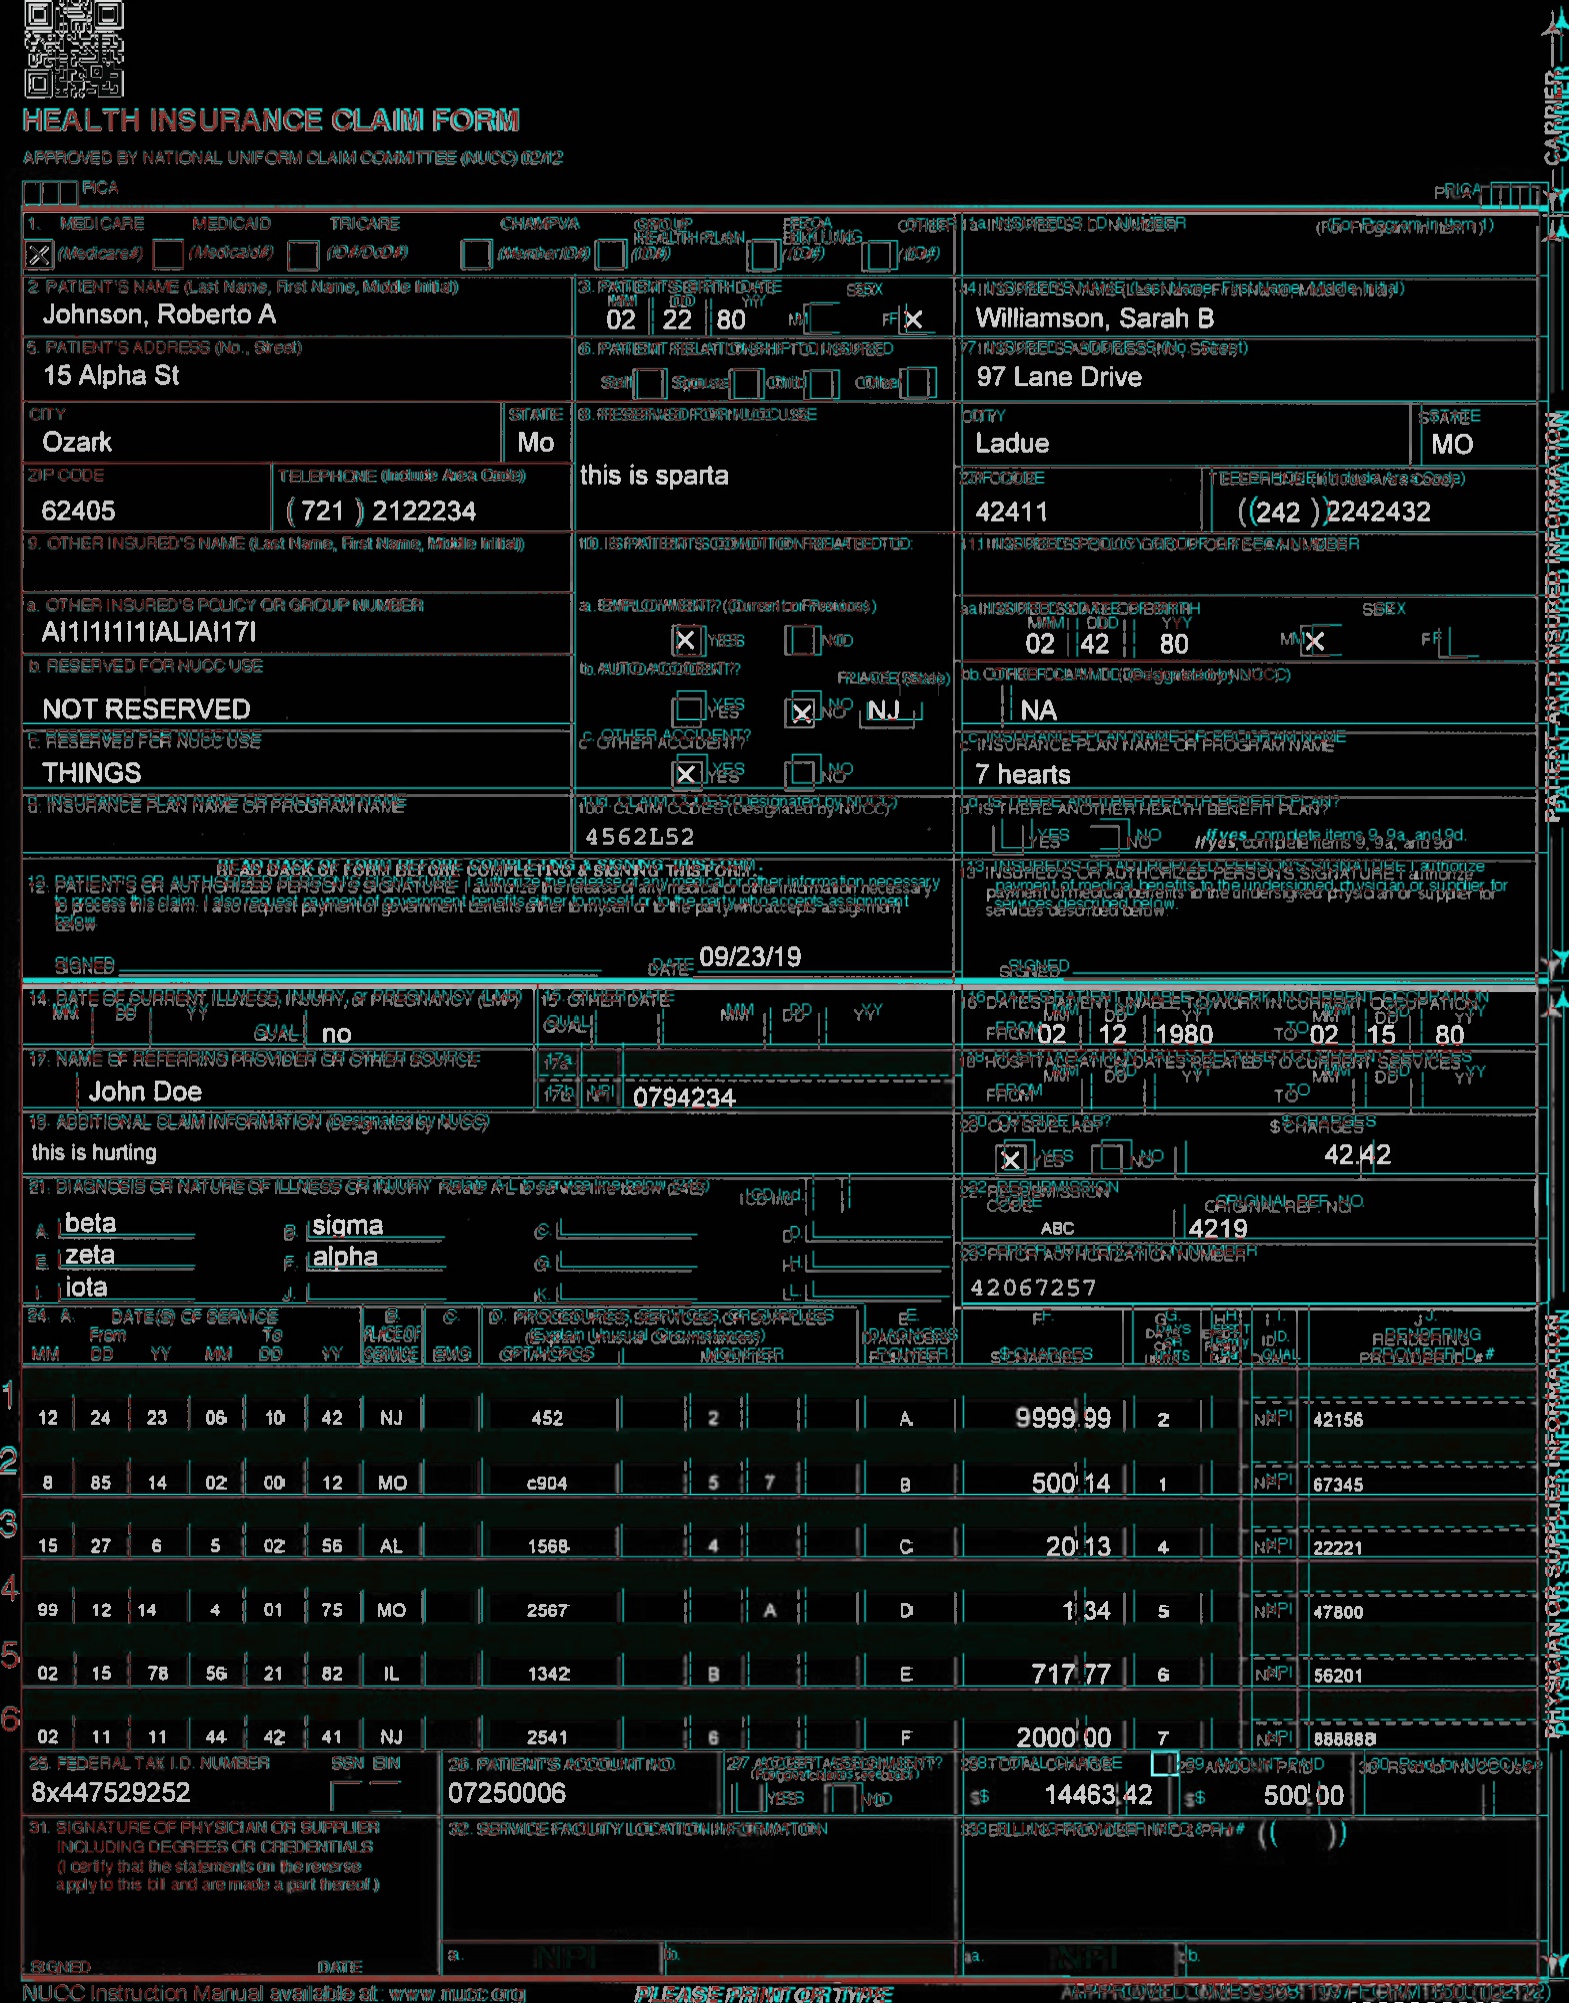 HEALTH INSURANCE CLAIM FORM
APPROVED BY NATIONAL UNIFORM CLAIM COMMITTEE (NUCC) 02/12
PICA PICA
CARRIER
1. MEDICARE MEDICAID TRICARE CHAMPVA GROUP HEALTH PLAN FECA BLK LUNG OTHER 1a. INSURED'S I.D. NUMBER (For Program in Item 1)
X (Medicare#) (Medicaid#) (ID#/DoD#) (Member ID#) (ID#) (ID#) (ID#)
2. PATIENT'S NAME (Last Name, First Name, Middle Initial) 3. PATIENT'S BIRTH DATE SEX 4. INSURED'S NAME (Last Name, First Name, Middle Initial)
MM DD YY
Johnson, Roberto A 02 22 80 M F X Williamson, Sarah B
5. PATIENT'S ADDRESS (No., Street) 6. PATIENT RELATIONSHIP TO INSURED 7. INSURED'S ADDRESS (No. Street)
15 Alpha St Self Spouse Child Other 97 Lane Drive
CITY STATE 8. RESERVED FOR NUCC USE CITY STATE
Ozark Mo this is sparta Ladue MO
ZIP CODE TELEPHONE (Include Area Code) ZIP CODE TELEPHONE (Include Area Code)
62405 ( 721 ) 2122234 42411 (242 ) 2242432
9. OTHER INSURED'S NAME (Last Name, First Name, Middle Initial) 10. IS PATIENT'S CONDITION RELATED TO: 11. INSURED'S POLICY GROUP OR FECA NUMBER
a. OTHER INSURED'S POLICY OR GROUP NUMBER a. EMPLOYMENT? (Current or Previous) a. INSURED'S DATE OF BIRTH SEX
MM DD YY
AI1I1I1I1IALIAI17I X YES NO 02 42 80 M X F
b. RESERVED FOR NUCC USE b. AUTO ACCIDENT? PLACE (State) b. OTHER CLAIM ID (Designated by NUCC)
NOT RESERVED YES X NO NJ NA
c. RESERVED FOR NUCC USE c. OTHER ACCIDENT? c. INSURANCE PLAN NAME OR PROGRAM NAME
THINGS X YES NO 7 hearts
d. INSURANCE PLAN NAME OR PROGRAM NAME 10d. CLAIM CODES (Designated by NUCC) d. IS THERE ANOTHER HEALTH BENEFIT PLAN?
4562L52 YES NO If yes, complete items 9, 9a, and 9d.
READ BACK OF FORM BEFORE COMPLETING & SIGNING THIS FORM.
12. PATIENT'S OR AUTHORIZED PERSON'S SIGNATURE I authorize the release of any medical or other information necessary
to process this claim. I also request payment of government benefits either to myself or to the party who accepts assignment
below.
13. INSURED'S OR AUTHORIZED PERSON'S SIGNATURE I authorize
payment of medical benefits to the undersigned physician or supplier for
services described below.
SIGNED DATE 09/23/19 SIGNED
PATIENT AND INSURED INFORMATION
14. DATE OF CURRENT ILLNESS, INJURY, or PREGNANCY (LMP) 15. OTHER DATE 16. DATES PATIENT UNABLE TO WORK IN CURRENT OCCUPATION
MM DD YY MM DD YY MM DD YY MM DD YY
QUAL no QUAL FROM 02 12 1980 TO 02 15 80
17. NAME OF REFERRING PROVIDER OR OTHER SOURCE 17a. 18. HOSPITALIZATION DATES RELATED TO CURRENT SERVICES
MM DD YY MM DD YY
John Doe 17b. NPI 0794234 FROM TO
19. ADDITIONAL CLAIM INFORMATION (Designated by NUCC) 20. OUTSIDE LAB? $ CHARGES
this is hurting X YES NO 42.42
21. DIAGNOSIS OR NATURE OF ILLNESS OR INJURY Relate A-L to service line below (24E) ICD Ind. 22. RESUBMISSION CODE ORIGINAL REF. NO.
A. beta B. sigma C. D. ABC 4219
E. zeta F. alpha G. H. 23. PRIOR AUTHORIZATION NUMBER
I. iota J. K. L. 42067257
24. A. DATE(S) OF SERVICE B. C. D. PROCEDURES, SERVICES, OR SUPPLIES E. F. G. H. I. J.
From To PLACE OF (Explain Unusual Circumstances) DIAGNOSIS DAYS OR UNITS ID. RENDERING
MM DD YY MM DD YY SERVICE EMG CPT/HCPCS MODIFIER POINTER $ CHARGES QUAL. PROVIDER ID. #
1 12 24 23 06 10 42 NJ 452 2 A 9999 99 2 NPI 42156
2 8 85 14 02 00 12 MO c904 5 7 B 500 14 1 NPI 67345
3 15 27 6 5 02 56 AL 1568 4 C 20 13 4 NPI 22221
4 99 12 14 4 01 75 MO 2567 A D 1 34 5 NPI 47800
5 02 15 78 56 21 82 IL 1342 B E 717 77 6 NPI 56201
6 02 11 11 44 42 41 NJ 2541 6 F 2000 00 7 NPI 888888
25. FEDERAL TAX I.D. NUMBER SSN EIN 26. PATIENT'S ACCOUNT NO. 27. ACCEPT ASSIGNMENT? 28. TOTAL CHARGE 29. AMOUNT PAID 30. Rsvd for NUCC Use
8x447529252 07250006 YES NO $ 14463 42 $ 500 00
31. SIGNATURE OF PHYSICIAN OR SUPPLIER 32. SERVICE FACILITY LOCATION INFORMATION 33. BILLING PROVIDER INFO & PH # ( )
INCLUDING DEGREES OR CREDENTIALS
(I certify that the statements on the reverse
apply to this bill and are made a part thereof.)
SIGNED DATE a. NPI b. a. NPI b.
PHYSICIAN OR SUPPLIER INFORMATION
NUCC Instruction Manual available at: www.nucc.org PLEASE PRINT OR TYPE